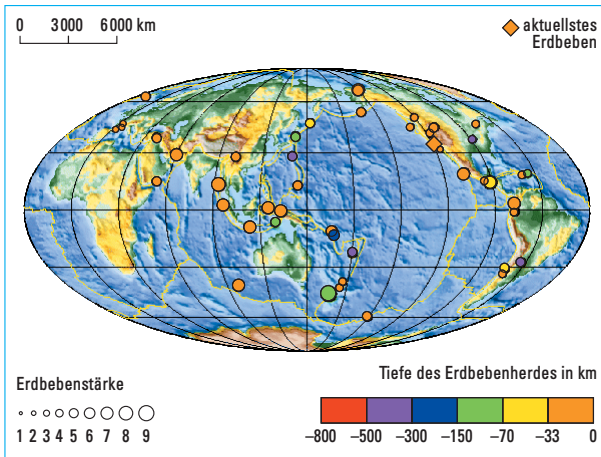 0 3000 6000 km
aktuellstes
Erdbeben
Erdbebenstärke
1 2 3 4 5 6 7 8 9
Tiefe des Erdbebenherdes in km
–800 –500 –300 –150 –70 –33 0